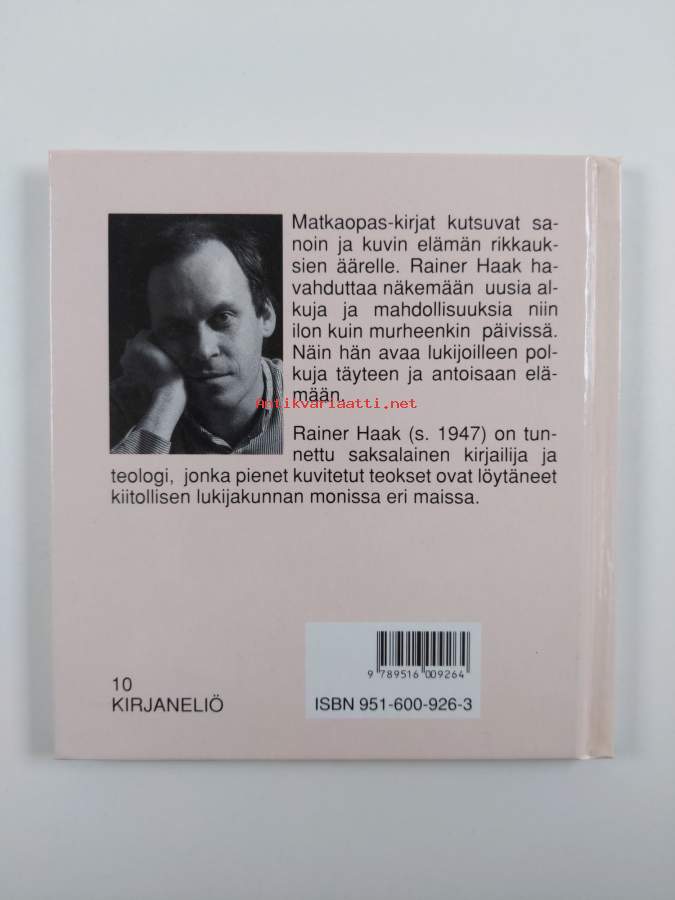 Matkaopas-kirjat kutsuvat sa-
noin ja kuvin elämän rikkauk-
sien äärelle. Rainer Haak ha-
vahduttaa näkemään uusia al-
kuja ja mahdollisuuksia niin
ilon kuin murheenkin päivissä.
Näin hän avaa lukijoilleen pol-
kuja täyteen ja antoisaan elä-
mään.
Antikvariaatti.net
Rainer Haak (s. 1947) on tun-
nettu saksalainen kirjailija ja
teologi, jonka pienet kuvitetut teokset ovat löytäneet
kiitollisen lukijakunnan monissa eri maissa.
9 789516 009264
ISBN 951-600-926-3
10
KIRJANELIÖ